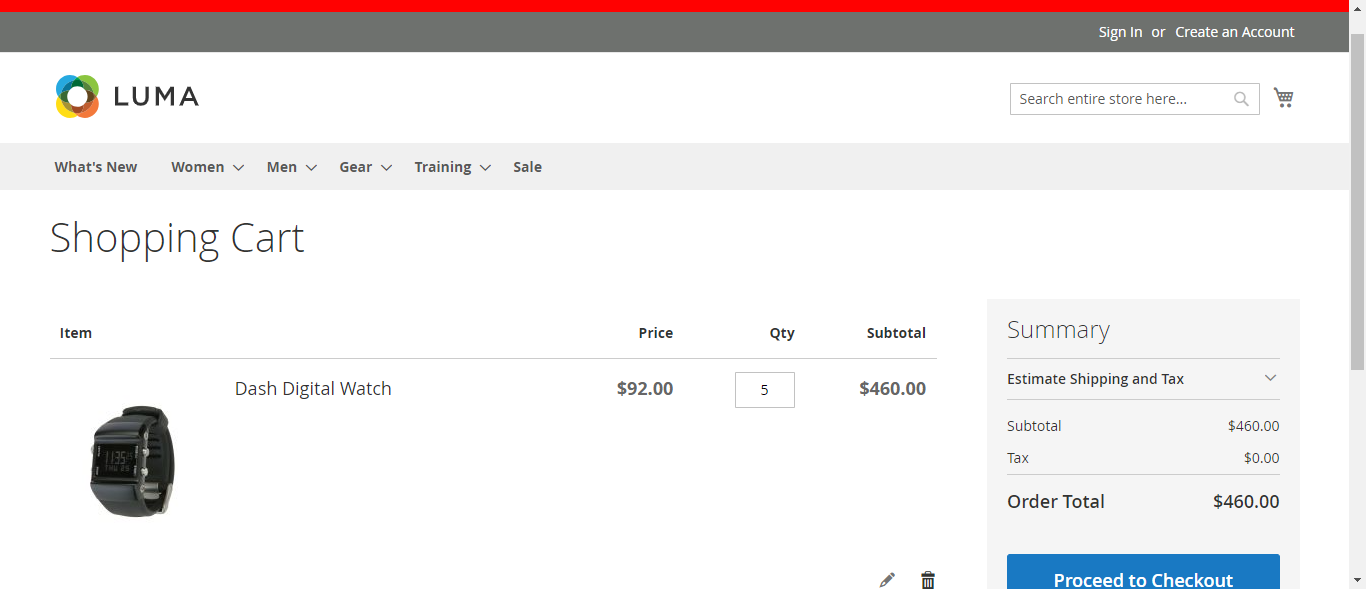 Sign In or Create an Account
LUMA
Search entire store here...
What's New Women Men Gear Training Sale
Shopping Cart
Item Price Qty Subtotal
Dash Digital Watch $92.00 5 $460.00
Summary
Estimate Shipping and Tax
Subtotal $460.00
Tax $0.00
Order Total $460.00
Proceed to Checkout